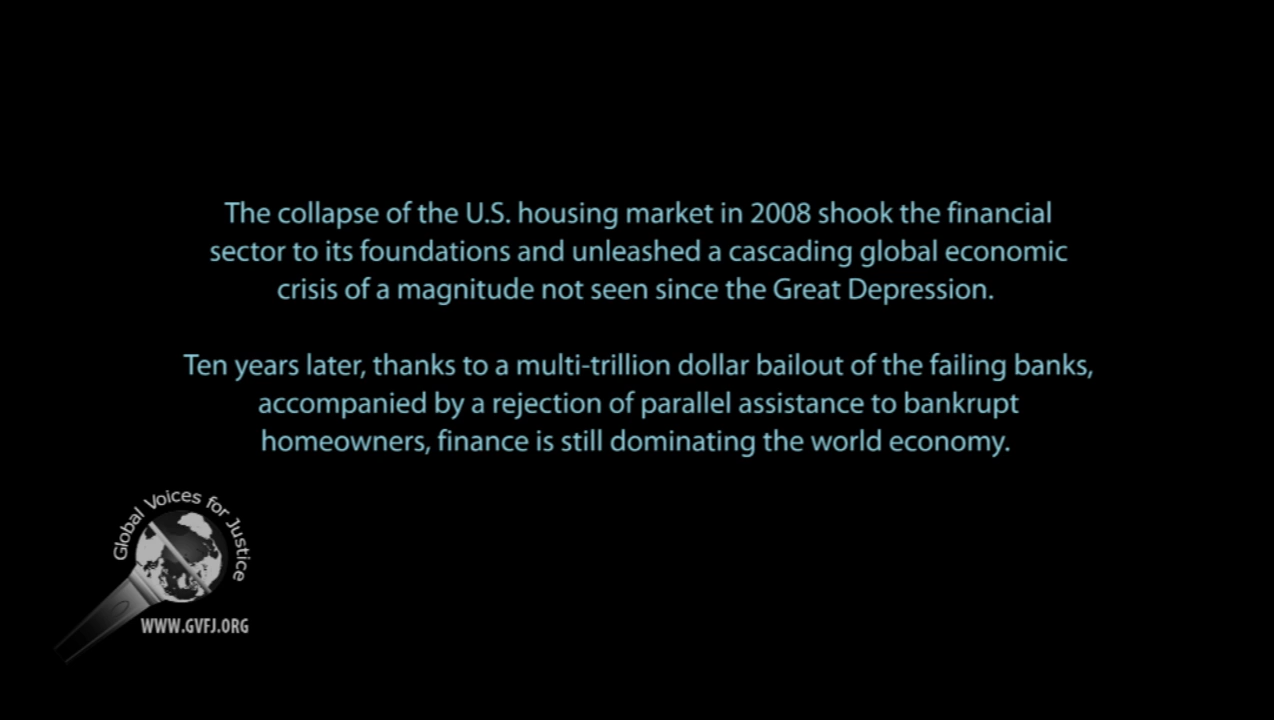 The collapse of the U.S. housing market in 2008 shook the financial
sector to its foundations and unleashed a cascading global economic
crisis of a magnitude not seen since the Great Depression.
Ten years later, thanks to a multi-trillion dollar bailout of the failing banks,
accompanied by a rejection of parallel assistance to bankrupt
homeowners, finance is still dominating the world economy.
Global Voices for Justice
WWW.GVFJ.ORG